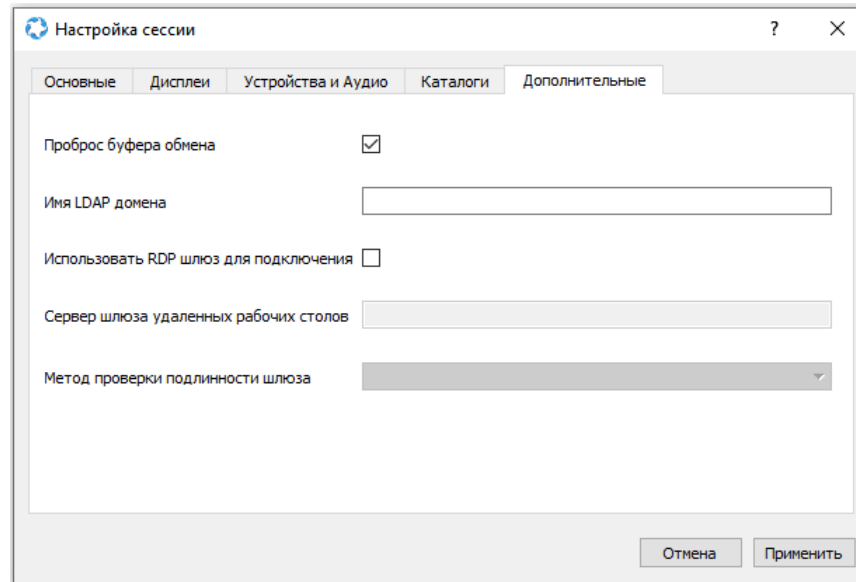 Настройка сессии
?
Основные Дисплеи Устройства и Аудио Каталоги Дополнительные
Проброс буфера обмена
Имя LDAP домена
Использовать RDP шлюз для подключения
Сервер шлюза удаленных рабочих столов
Метод проверки подлинности шлюза
Отмена Применить